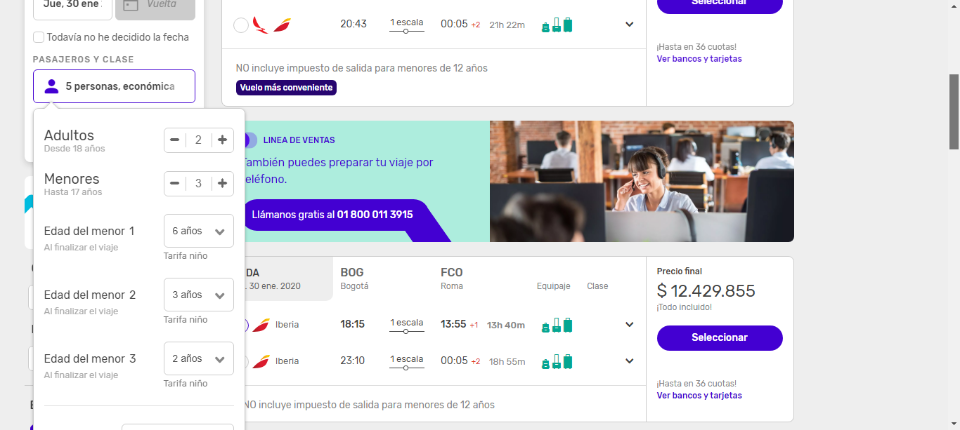 Jue, 30 ene
Vuelta
Todavía no he decidido la fecha
PASAJEROS Y CLASE
5 personas, económica
Adultos
Desde 18 años
2
Menores
Hasta 17 años
3
Edad del menor 1
Al finalizar el viaje
6 años
Tarifa niño
Edad del menor 2
Al finalizar el viaje
3 años
Tarifa niño
Edad del menor 3
Al finalizar el viaje
2 años
Tarifa niño
20:43 1 escala 00:05 +2 21h 22m
NO incluye impuesto de salida para menores de 12 años
Vuelo más conveniente
Seleccionar
¡Hasta en 36 cuotas!
Ver bancos y tarjetas
LINEA DE VENTAS
También puedes preparar tu viaje por
teléfono.
Llámanos gratis al 01 800 011 3915
DA BOG FCO
. 30 ene. 2020 Bogotá Roma Equipaje Clase
Iberia 18:15 1 escala 13:55 +1 13h 40m
Iberia 23:10 1 escala 00:05 +2 18h 55m
NO incluye impuesto de salida para menores de 12 años
Precio final
$ 12.429.855
¡Todo incluido!
Seleccionar
¡Hasta en 36 cuotas!
Ver bancos y tarjetas